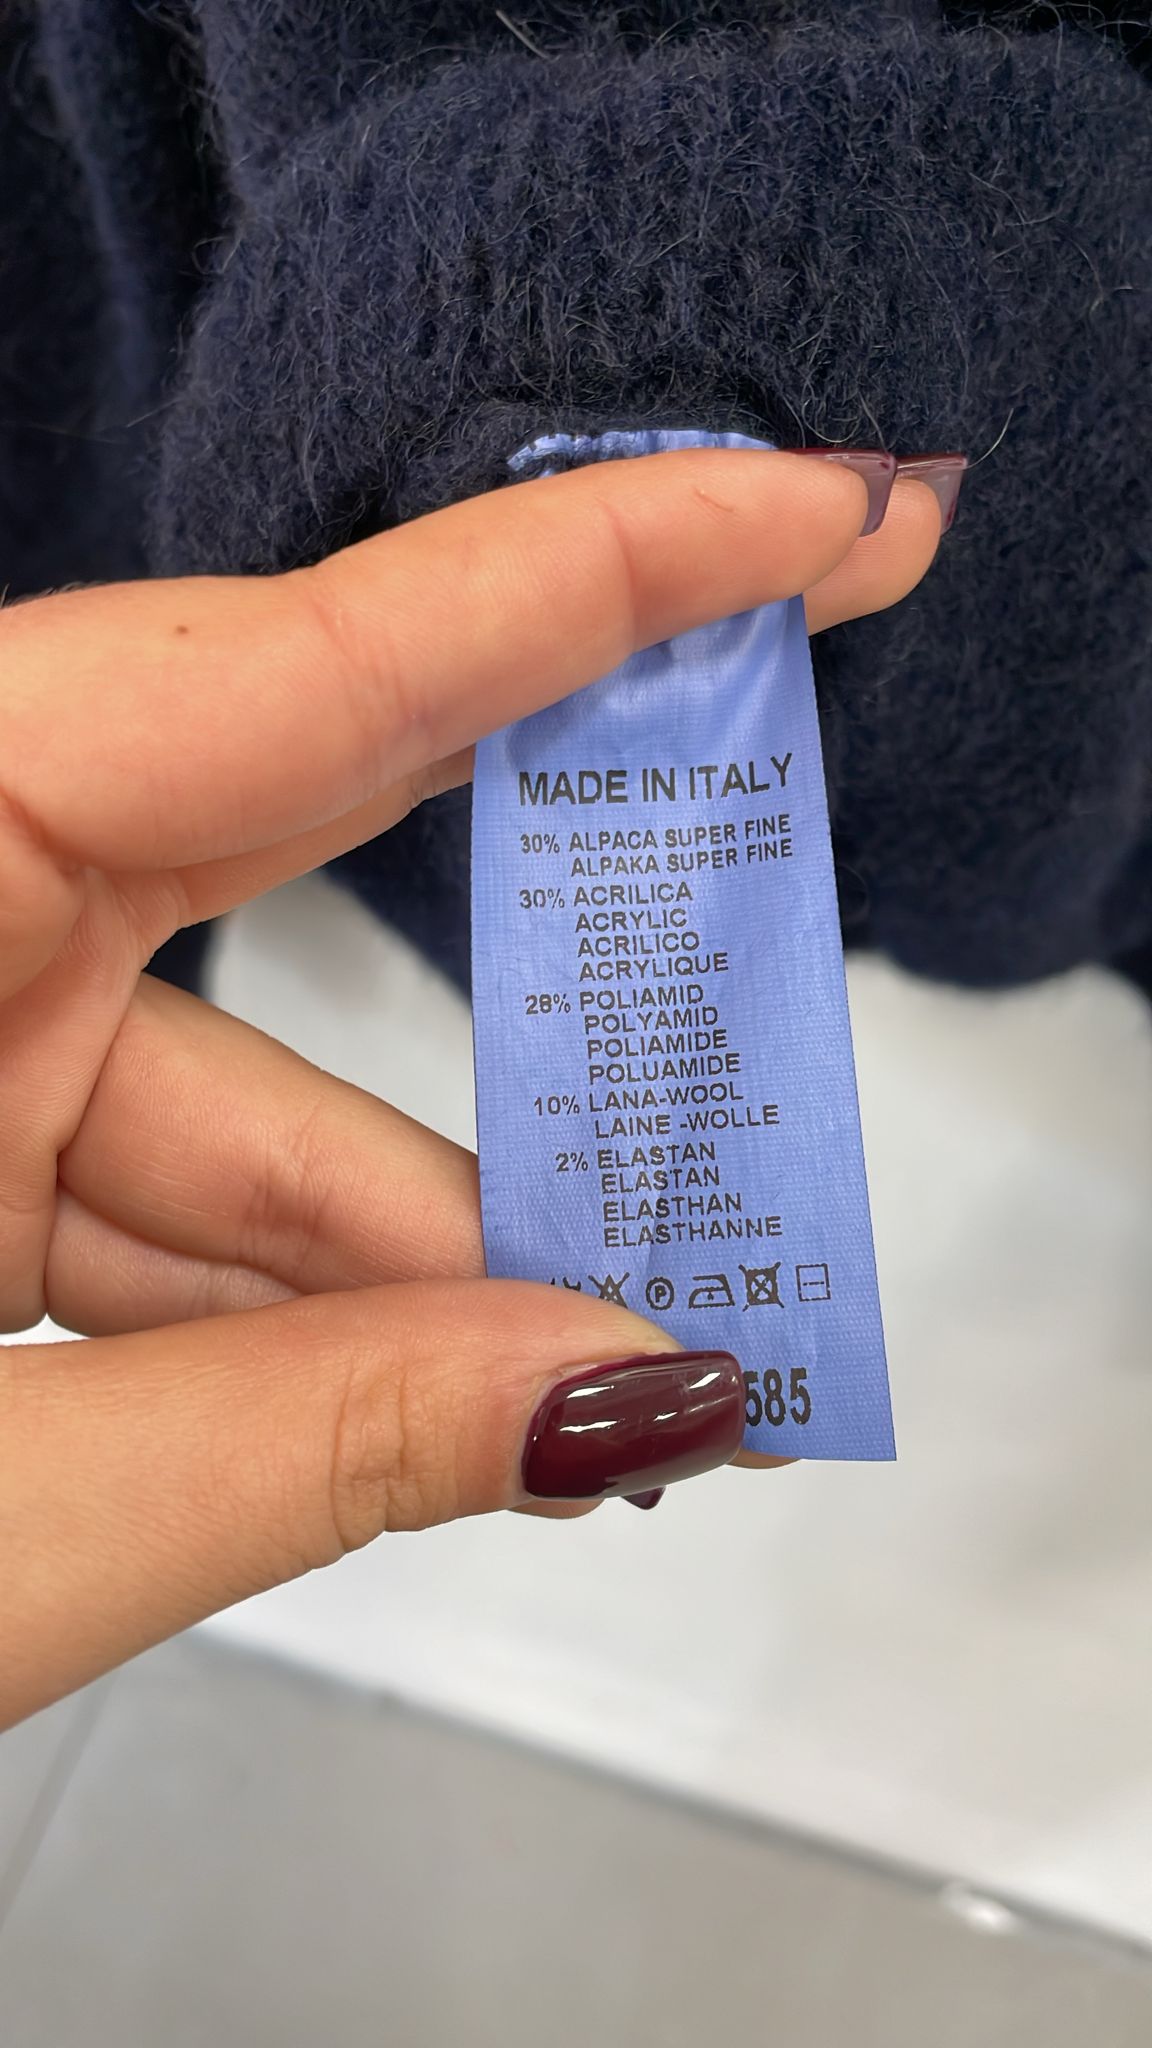 MADE IN ITALY
30% ALPACA SUPER FINE
ALPAKA SUPER FINE
30% ACRILICA
ACRYLIC
ACRILICO
ACRYLIQUE
28% POLIAMID
POLYAMID
POLIAMIDE
POLUAMIDE
10% LANA-WOOL
LAINE -WOLLE
2% ELASTAN
ELASTAN
ELASTHAN
ELASTHANNE
P
585